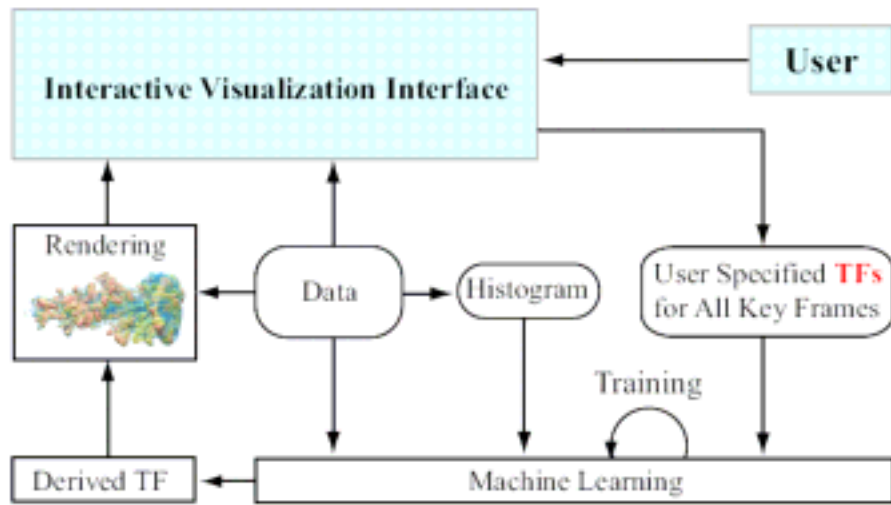 Interactive Visualization Interface
User
Rendering
Data
Histogram
User Specified TFs
for All Key Frames
Training
Derived TF
Machine Learning